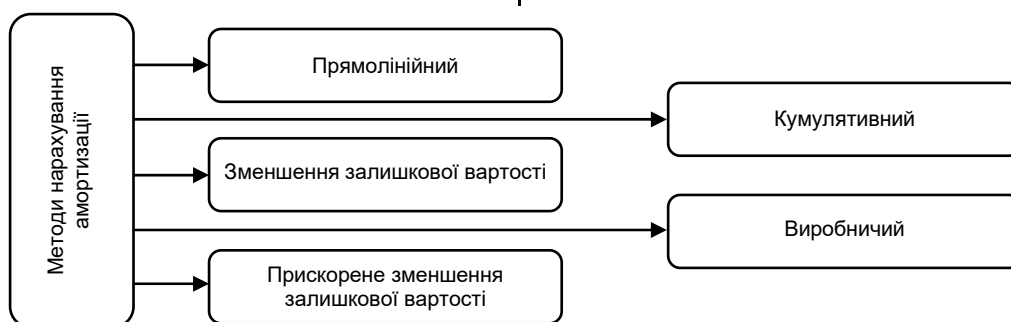 Методи нарахування
амортизації
Прямолінійний
Кумулятивний
Зменшення залишкової вартості
Виробничий
Прискорене зменшення
залишкової вартості